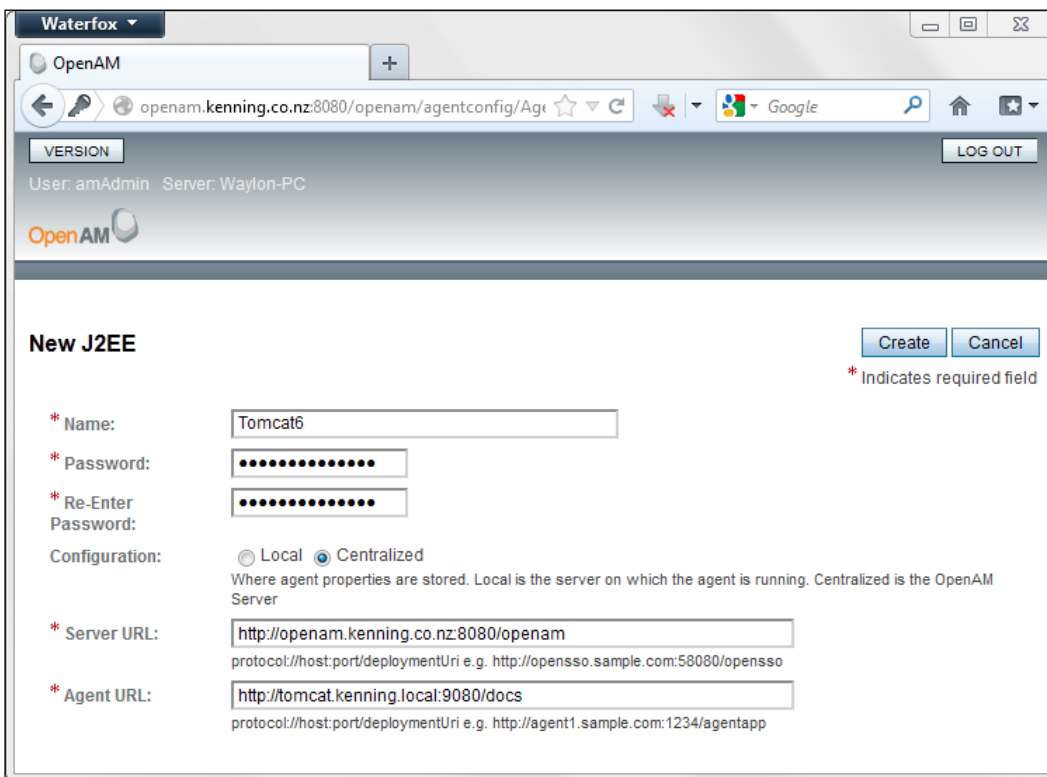 Waterfox
OpenAM
openam.kenning.co.nz:8080/openam/agentconfig/Age
Google
VERSION
LOG OUT
User: amAdmin Server: Waylon-PC
OpenAM
New J2EE
Create
Cancel
* Indicates required field
* Name:
Tomcat6
* Password:
••••••••••••••
* Re-Enter
Password:
••••••••••••••
Configuration:
Local
Centralized
Where agent properties are stored. Local is the server on which the agent is running. Centralized is the OpenAM
Server
* Server URL:
http://openam.kenning.co.nz:8080/openam
protocol://host:port/deploymentUri e.g. http://opensso.sample.com:58080/opensso
* Agent URL:
http://tomcat.kenning.local:9080/docs
protocol://host:port/deploymentUri e.g. http://agent1.sample.com:1234/agentapp